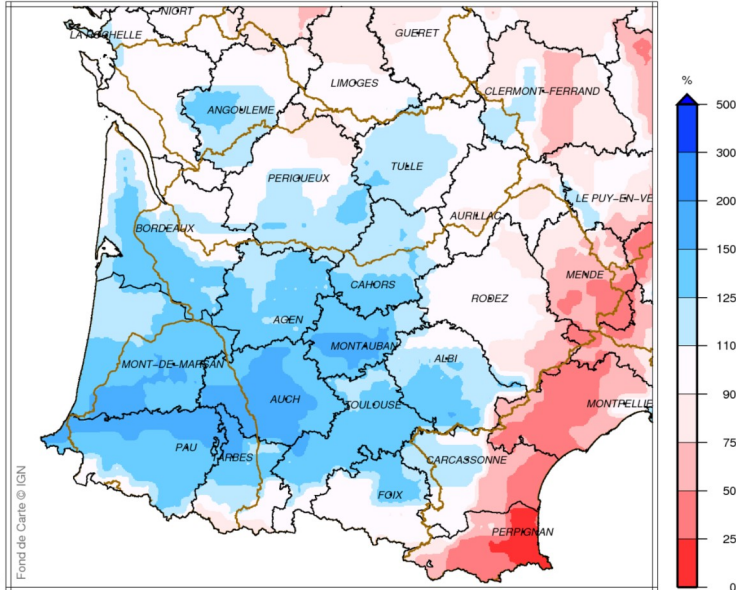 NIORT
LA ROCHELLE
GUERET
LIMOGES
CLERMONT-FERRAND
ANGOULEME
TULLE
PERIGUEUX
LE PUY-EN-VE
AURILLAC
BORDEAUX
MENDE
CAHORS
RODEZ
AGEN
MONTAUBAN
ALBI
MONT-DE-MARSAN
AUCH
TOULOUSE
MONTPELLIE
PAU
TARBES
CARCASSONNE
FOIX
PERPIGNAN
Fond de Carte © IGN
%
500
300
200
150
125
110
90
75
50
25
0